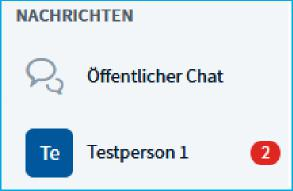 NACHRICHTEN
Öffentlicher Chat
Te Testperson 1 2